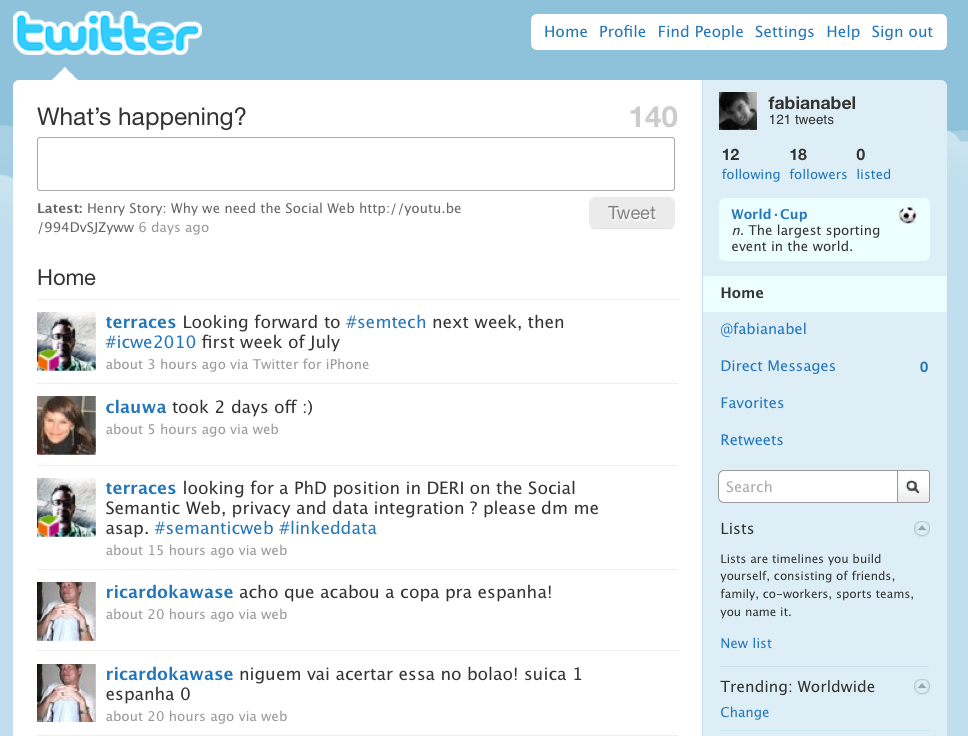 twitter
Home Profile Find People Settings Help Sign out
What's happening?
140
Latest: Henry Story: Why we need the Social Web http://youtu.be
/994DvSJZyww 6 days ago
Tweet
Home
terraces Looking forward to #semtech next week, then
#icwe2010 first week of July
about 3 hours ago via Twitter for iPhone
clauwa took 2 days off :)
about 5 hours ago via web
terraces looking for a PhD position in DERI on the Social
Semantic Web, privacy and data integration ? please dm me
asap. #semanticweb #linkeddata
about 15 hours ago via web
ricardokawase acho que acabou a copa pra espanha!
about 20 hours ago via web
ricardokawase niguem vai acertar essa no bolao! suica 1
espanha 0
about 20 hours ago via web
fabianabel
121 tweets
12 18 0
following followers listed
World·Cup
n. The largest sporting
event in the world.
Home
@fabianabel
Direct Messages 0
Favorites
Retweets
Search
Lists
Lists are timelines you build
yourself, consisting of friends,
family, co-workers, sports teams,
you name it.
New list
Trending: Worldwide
Change